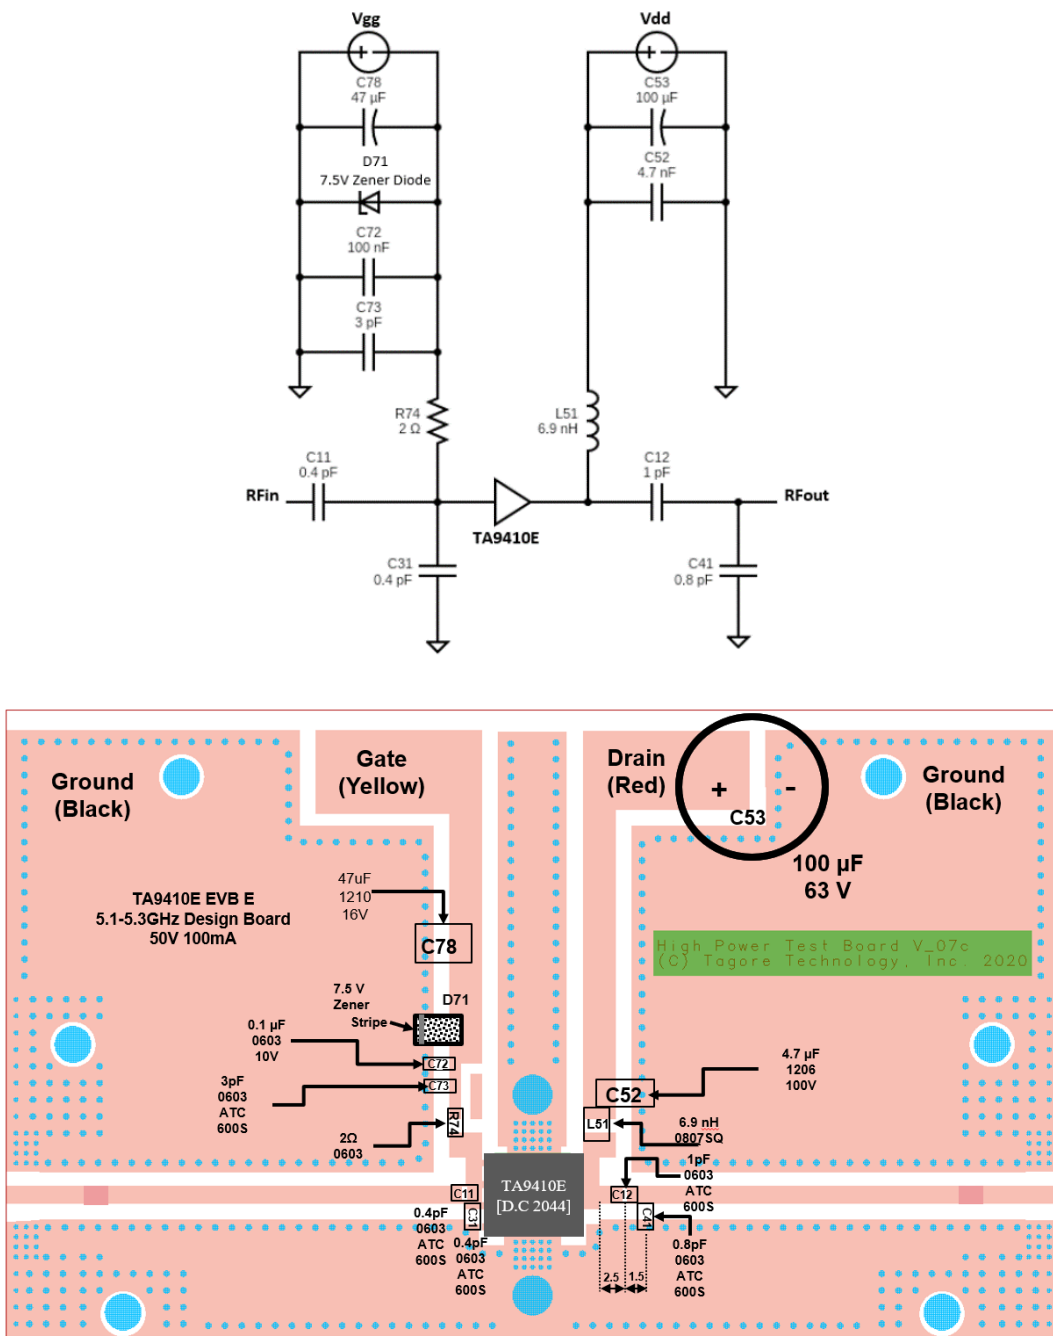 Vgg
Vdd
C78
47 µF
C53
100 µF
D71
7.5V Zener Diode
C52
4.7 nF
C72
100 nF
C73
3 pF
R74
2 Ω
L51
6.9 nH
C11
0.4 pF
C12
1 pF
RFin
RFout
TA9410E
C31
0.4 pF
C41
0.8 pF
Ground
(Black)
Gate
(Yellow)
Drain
(Red)
+
-
C53
Ground
(Black)
100 µF
63 V
TA9410E EVB E
5.1-5.3GHz Design Board
50V 100mA
47uF
1210
16V
C78
High Power Test Board V_07c
(C) Tagore Technology, Inc. 2020
7.5 V
Zener
Stripe
D71
0.1 µF
0603
10V
C72
C73
3pF
0603
ATC
600S
2Ω
0603
R74
4.7 µF
1206
100V
C52
L51
6.9 nH
0807SQ
1pF
0603
ATC
600S
TA9410E
[D.C 2044]
C11
C31
0.4pF
0603
ATC
600S
0.4pF
0603
ATC
600S
C12
C41
0.8pF
0603
ATC
600S
2.5
1.5